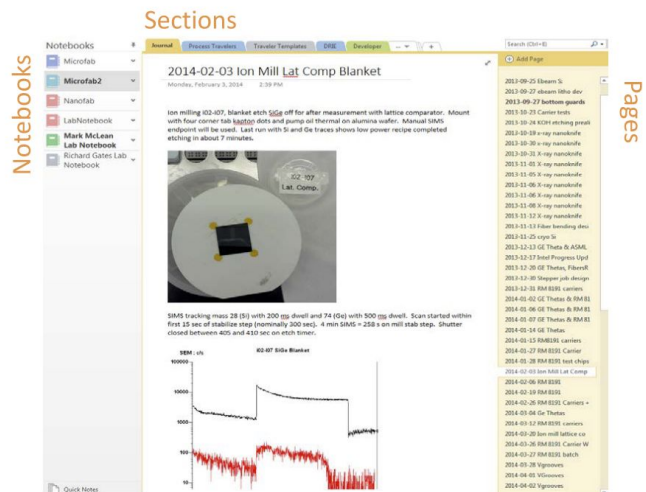 Sections
Notebooks
Pages
Notebooks
Microfab
Microfab2
Nanofab
LabNotebook
Mark McLean
Lab Notebook
Richard Gates Lab
Notebook
Quick Notes
Journal
Process Travelers
Traveler Templates
DRIE
Developer
Search (Ctrl+E)
Add Page
2014-02-03 Ion Mill Lat Comp Blanket
Monday, February 3, 2014 2:39 PM
Ion milling I02-I07, blanket etch SiGe off for after measurement with lattice comparator. Mount
with four corner tab kapton dots and pump oil thermal on alumina wafer. Manual SIMS
endpoint will be used. Last run with Si and Ge traces shows low power recipe completed
etching in about 7 minutes.
I02-I07
Lat. Comp.
SIMS tracking mass 28 (Si) with 200 mg dwell and 74 (Ge) with 500 mg dwell. Scan started within
first 15 sec of stabilize step (nominally 300 sec). 4 min SIMS = 258 s on mill stab step. Shutter
closed between 405 and 410 sec on etch timer.
SEM : c/s
I02-I07 SiGe Blanket
100000
10000
1000
100
10
2013-09-25 Ebeam Si
2013-09-27 ebeam litho dev
2013-09-27 bottom guards
2013-10-23 Carrier tests
2013-10-24 KOH etching prali
2013-10-19 x-ray nanoknife
2013-10-30 x-ray nanoknife
2013-10-31 X-ray nanoknife
2013-11-01 X-ray nanoknife
2013-11-05 X-ray nanoknife
2013-11-06 X-ray nanoknife
2013-11-06 X-ray nanoknife
2013-11-08 X-ray nanoknife
2013-11-12 X-ray nanoknife
2013-11-13 Fiber bending desi
2013-11-25 cryo Si
2013-12-13 GE Theta & ASML
2013-12-17 Intel Progress Upd
2013-12-20 GE Thetas, FibersR
2013-12-30 Stepper job design
2013-12-31 RM 8191 carriers
2014-01-02 GE Thetas & RM 81
2014-01-06 GE Thetas & RM 81
2014-01-07 GE Thetas & RM 81
2014-01-14 GE Thetas
2014-01-15 RM8191 carriers
2014-01-27 RM 8191 Carrier
2014-01-28 RM 8191 test chips
2014-02-03 Ion Mill Lat Comp
2014-02-06 RM 8191
2014-02-19 RM 8191
2014-02-26 RM 8191 Carriers +
2014-03-04 Ge Thetas
2014-03-12 RM 8191 carriers
2014-03-20 Ion mill lattice co
2014-03-26 RM 8191 Carrier W
2014-03-27 RM 8191 batch
2014-03-28 Vgrooves
2014-04-01 VGrooves
2014-04-02 Vgrooves